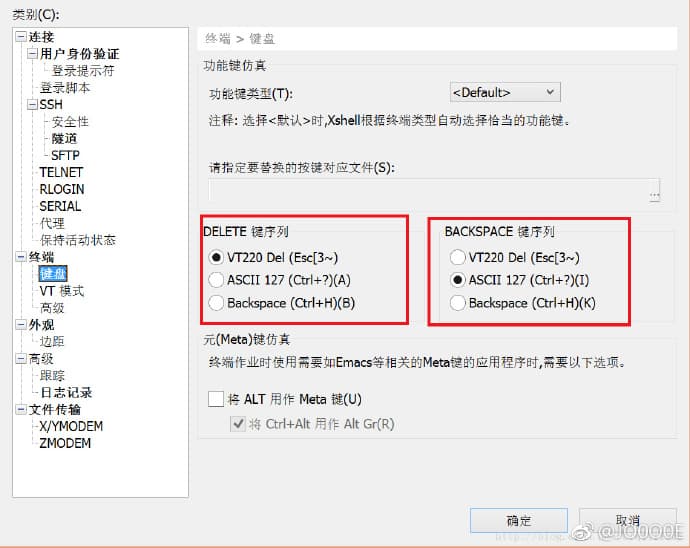 类别(C):
连接
用户身份验证
登录提示符
登录脚本
SSH
安全性
隧道
SFTP
TELNET
RLOGIN
SERIAL
代理
保持活动状态
终端
键盘
VT 模式
高级
外观
边距
高级
跟踪
日志记录
文件传输
X/YMODEM
ZMODEM
终端 > 键盘
功能键仿真
功能键类型(T):
<Default>
注释: 选择<默认>时,Xshell根据终端类型自动选择恰当的功能键。
请指定要替换的按键对应文件(S):
...
DELETE 键序列
VT220 Del (Esc[3~)
ASCII 127 (Ctrl+?)(A)
Backspace (Ctrl+H)(B)
BACKSPACE 键序列
VT220 Del (Esc[3~)
ASCII 127 (Ctrl+?)(I)
Backspace (Ctrl+H)(K)
元(Meta)键仿真
终端作业时使用需要如Emacs等相关的Meta键的应用程序时,需要以下选项。
将 ALT 用作 Meta 键(U)
将 Ctrl+Alt 用作 Alt Gr(R)
确定
取消